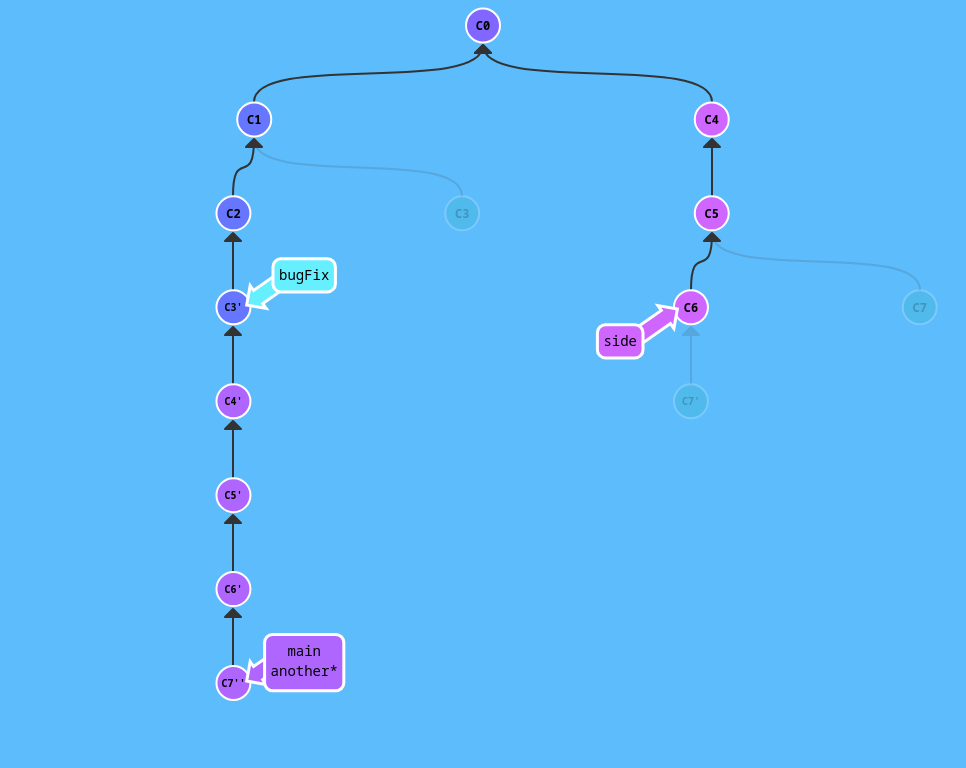 C0
C1
C4
C2
C3
C5
bugFix
C3'
C6
C7
side
C4'
C7'
C5'
C6'
main
another*
C7''